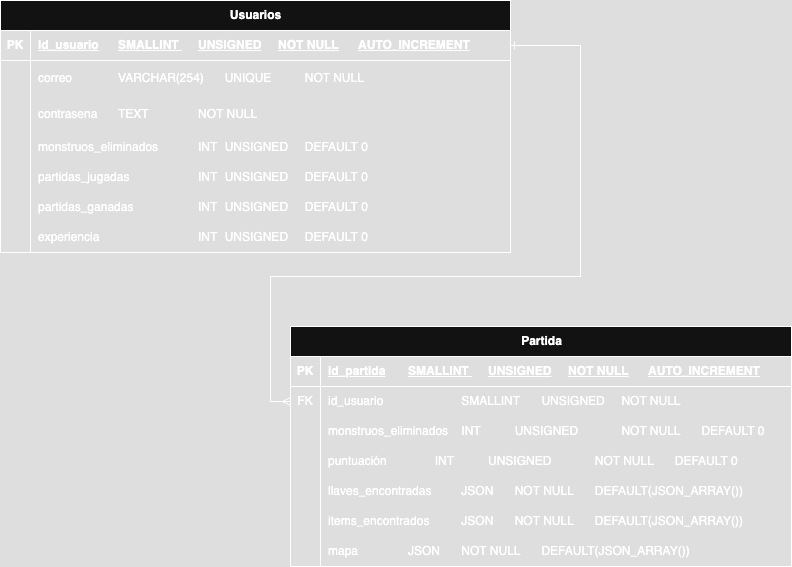 Usuarios
PK id_usuario SMALLINT UNSIGNED NOT NULL AUTO_INCREMENT
correo VARCHAR(254) UNIQUE NOT NULL
contrasena TEXT NOT NULL
monstruos_eliminados INT UNSIGNED DEFAULT 0
partidas_jugadas INT UNSIGNED DEFAULT 0
partidas_ganadas INT UNSIGNED DEFAULT 0
experiencia INT UNSIGNED DEFAULT 0
Partida
PK id_partida SMALLINT UNSIGNED NOT NULL AUTO_INCREMENT
FK id_usuario SMALLINT UNSIGNED NOT NULL
monstruos_eliminados INT UNSIGNED NOT NULL DEFAULT 0
puntuación INT UNSIGNED NOT NULL DEFAULT 0
llaves_encontradas JSON NOT NULL DEFAULT(JSON_ARRAY())
items_encontrados JSON NOT NULL DEFAULT(JSON_ARRAY())
mapa JSON NOT NULL DEFAULT(JSON_ARRAY())